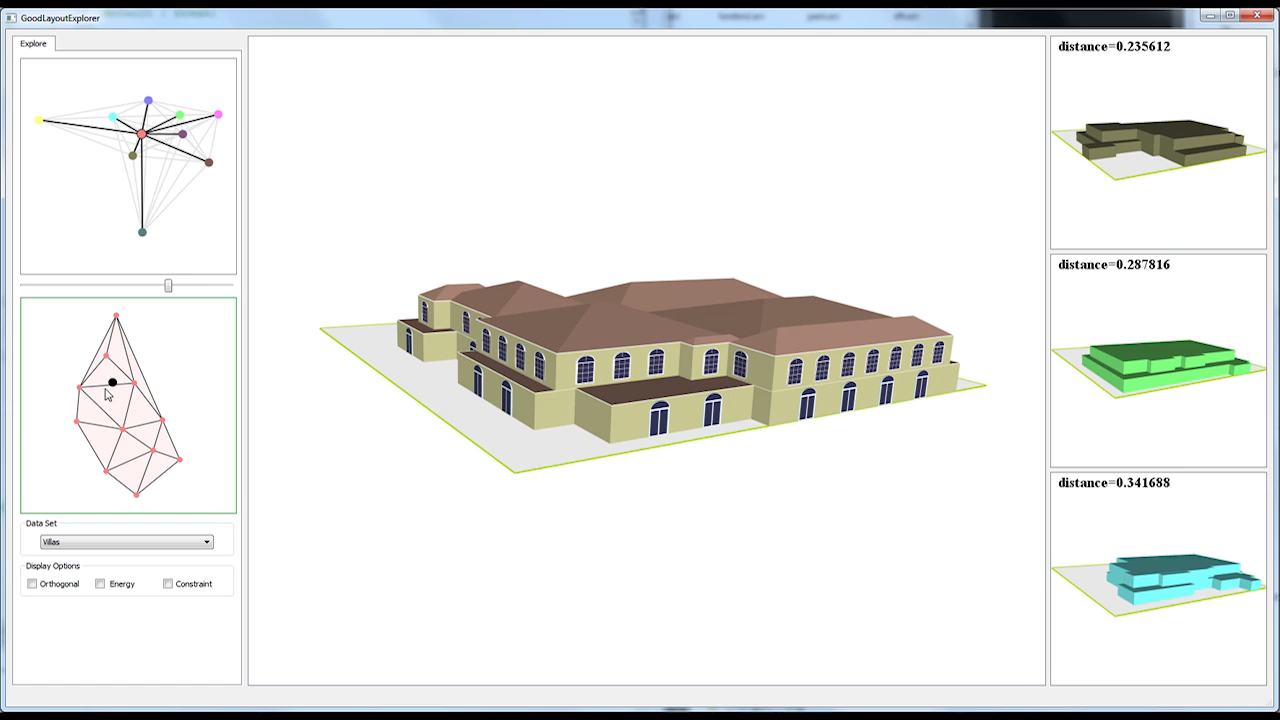 GoodLayoutExplorer
Explore
distance=0.235612
distance=0.287816
distance=0.341688
Data Set
Villas
Display Options
Orthogonal
Energy
Constraint